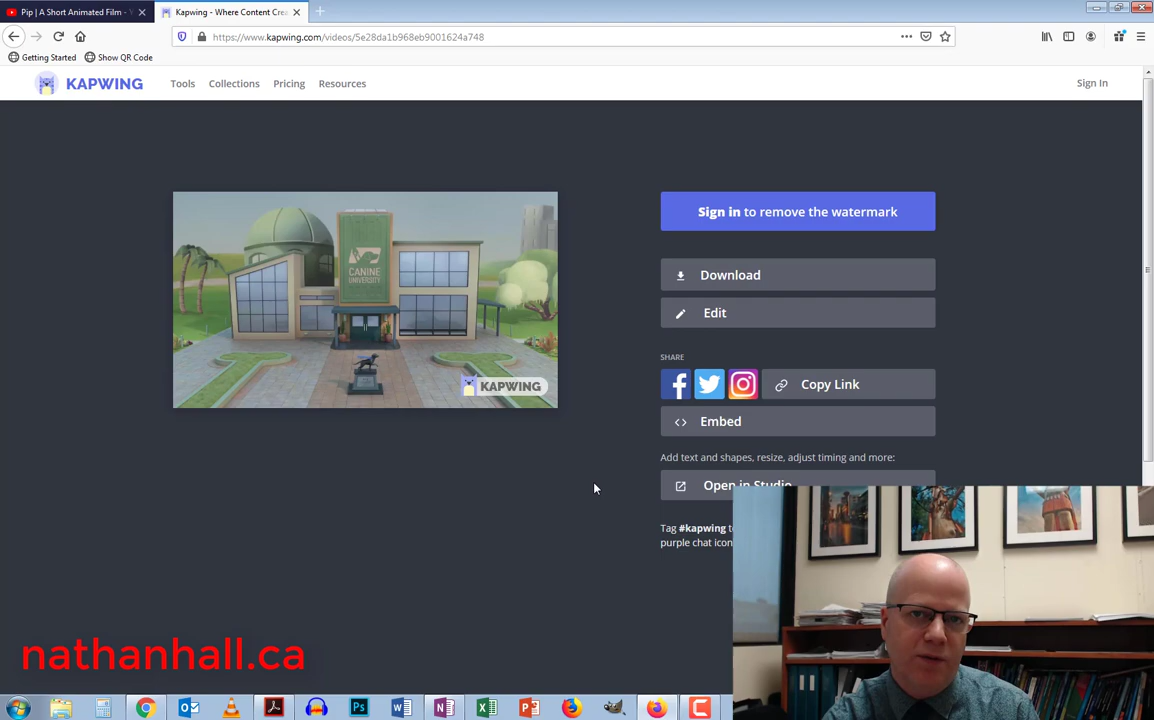 Pip | A Short Animated Film -
Kapwing - Where Content Crea
https://www.kapwing.com/videos/5e28da1b968eb9001624a748
Getting Started
Show QR Code
KAPWING
Tools
Collections
Pricing
Resources
Sign In
CANINE
UNIVERSITY
KAPWING
Sign in to remove the watermark
Download
Edit
SHARE
Copy Link
Embed
Add text and shapes, resize, adjust timing and more:
Open in Studio
Tag #kapwing
purple chat icon
nathanhall.ca